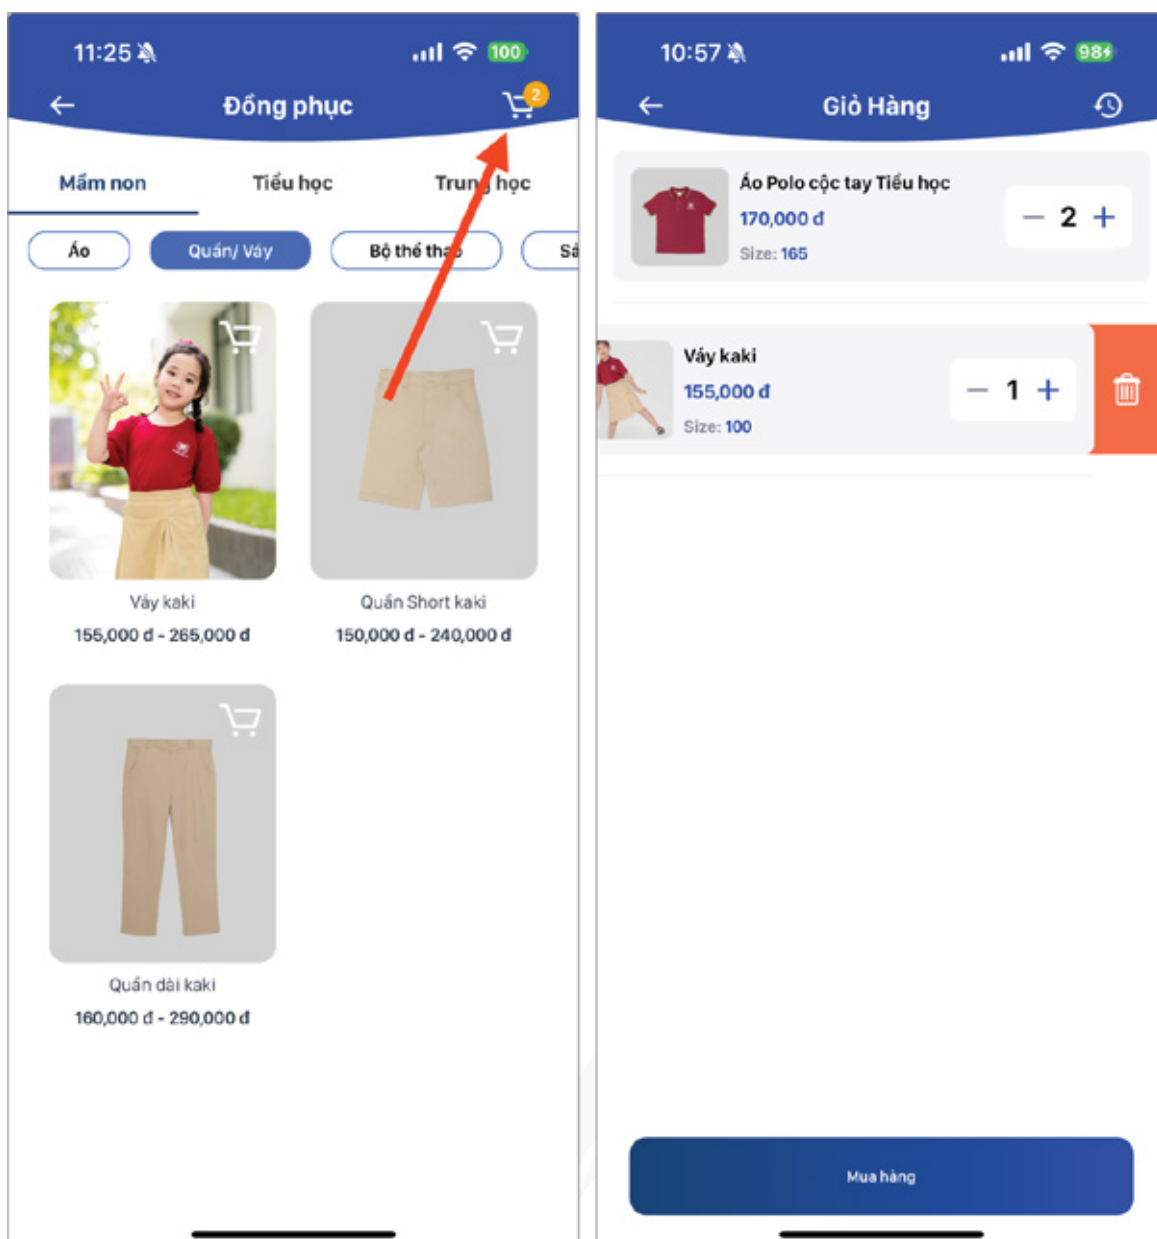 11:25
100
Đồng phục
2
Mầm non
Tiểu học
Trung học
Áo
Quần/ Váy
Bộ thể thao
Váy kaki
155,000 đ - 265,000 đ
Quần Short kaki
150,000 đ - 240,000 đ
Quần dài kaki
160,000 đ - 290,000 đ
10:57
98
Giỏ Hàng
Áo Polo cộc tay Tiểu học
170,000 đ
Size: 165
2
Váy kaki
155,000 đ
Size: 100
1
Mua hàng